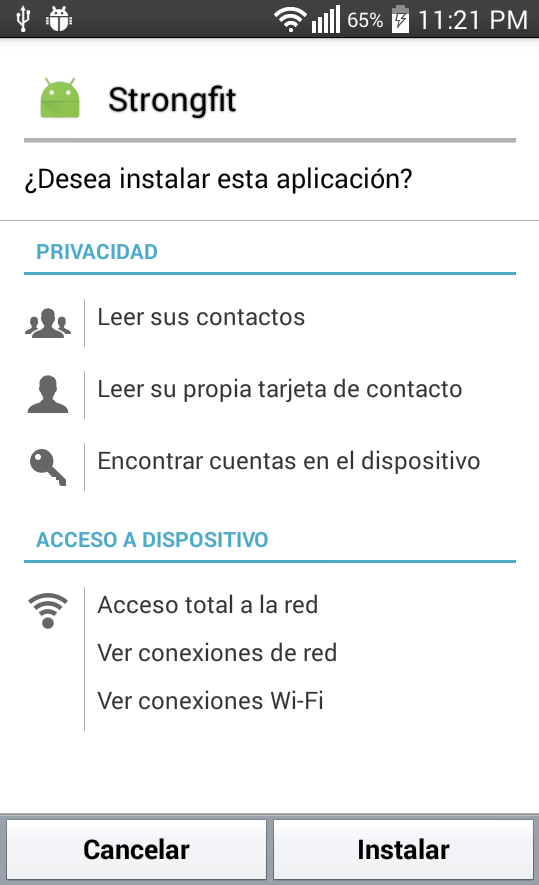 65% 11:21 PM
Strongfit
¿Desea instalar esta aplicación?
PRIVACIDAD
Leer sus contactos
Leer su propia tarjeta de contacto
Encontrar cuentas en el dispositivo
ACCESO A DISPOSITIVO
Acceso total a la red
Ver conexiones de red
Ver conexiones Wi-Fi
Cancelar Instalar